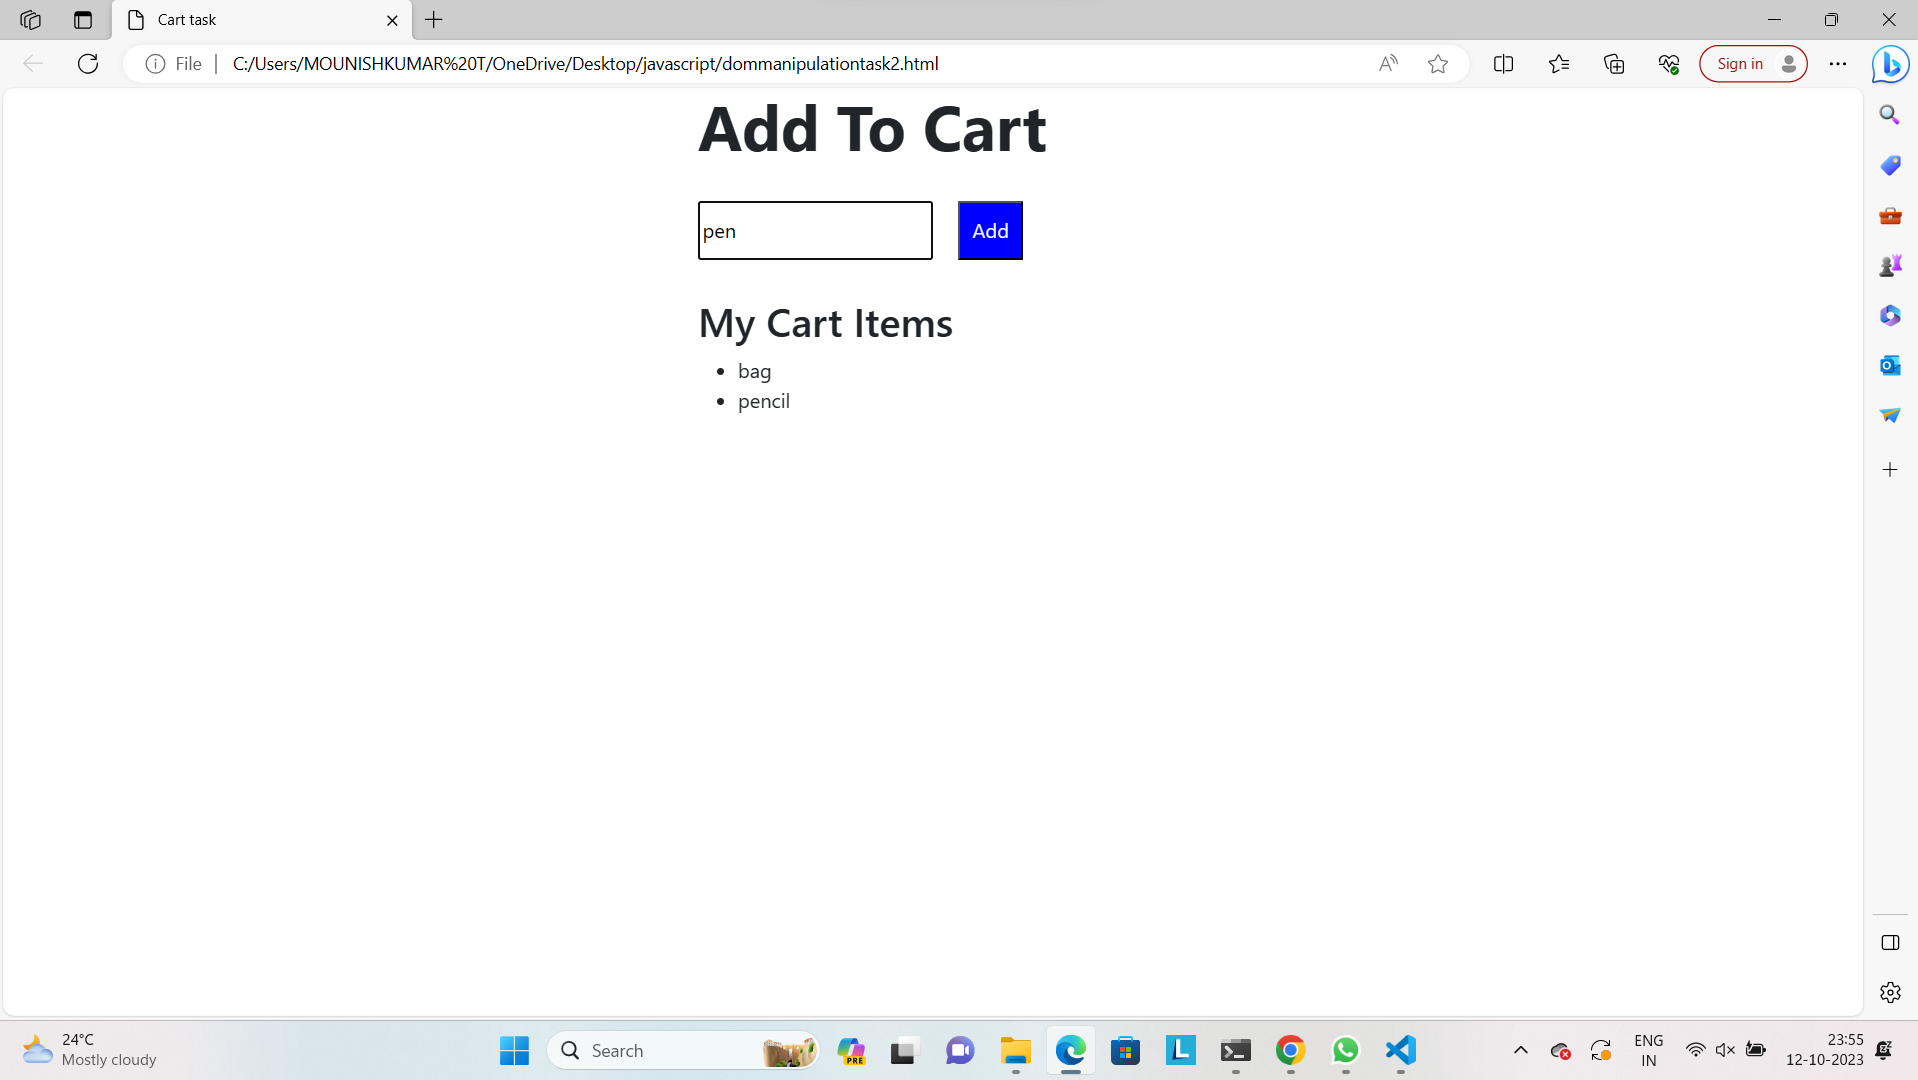 Cart task
File
C:/Users/MOUNISHKUMAR%20T/OneDrive/Desktop/javascript/dommanipulationtask2.html
Sign in
Add To Cart
pen
Add
My Cart Items
bag
pencil
24°C
Mostly cloudy
Search
PRE
ENG
IN
23:55
12-10-2023